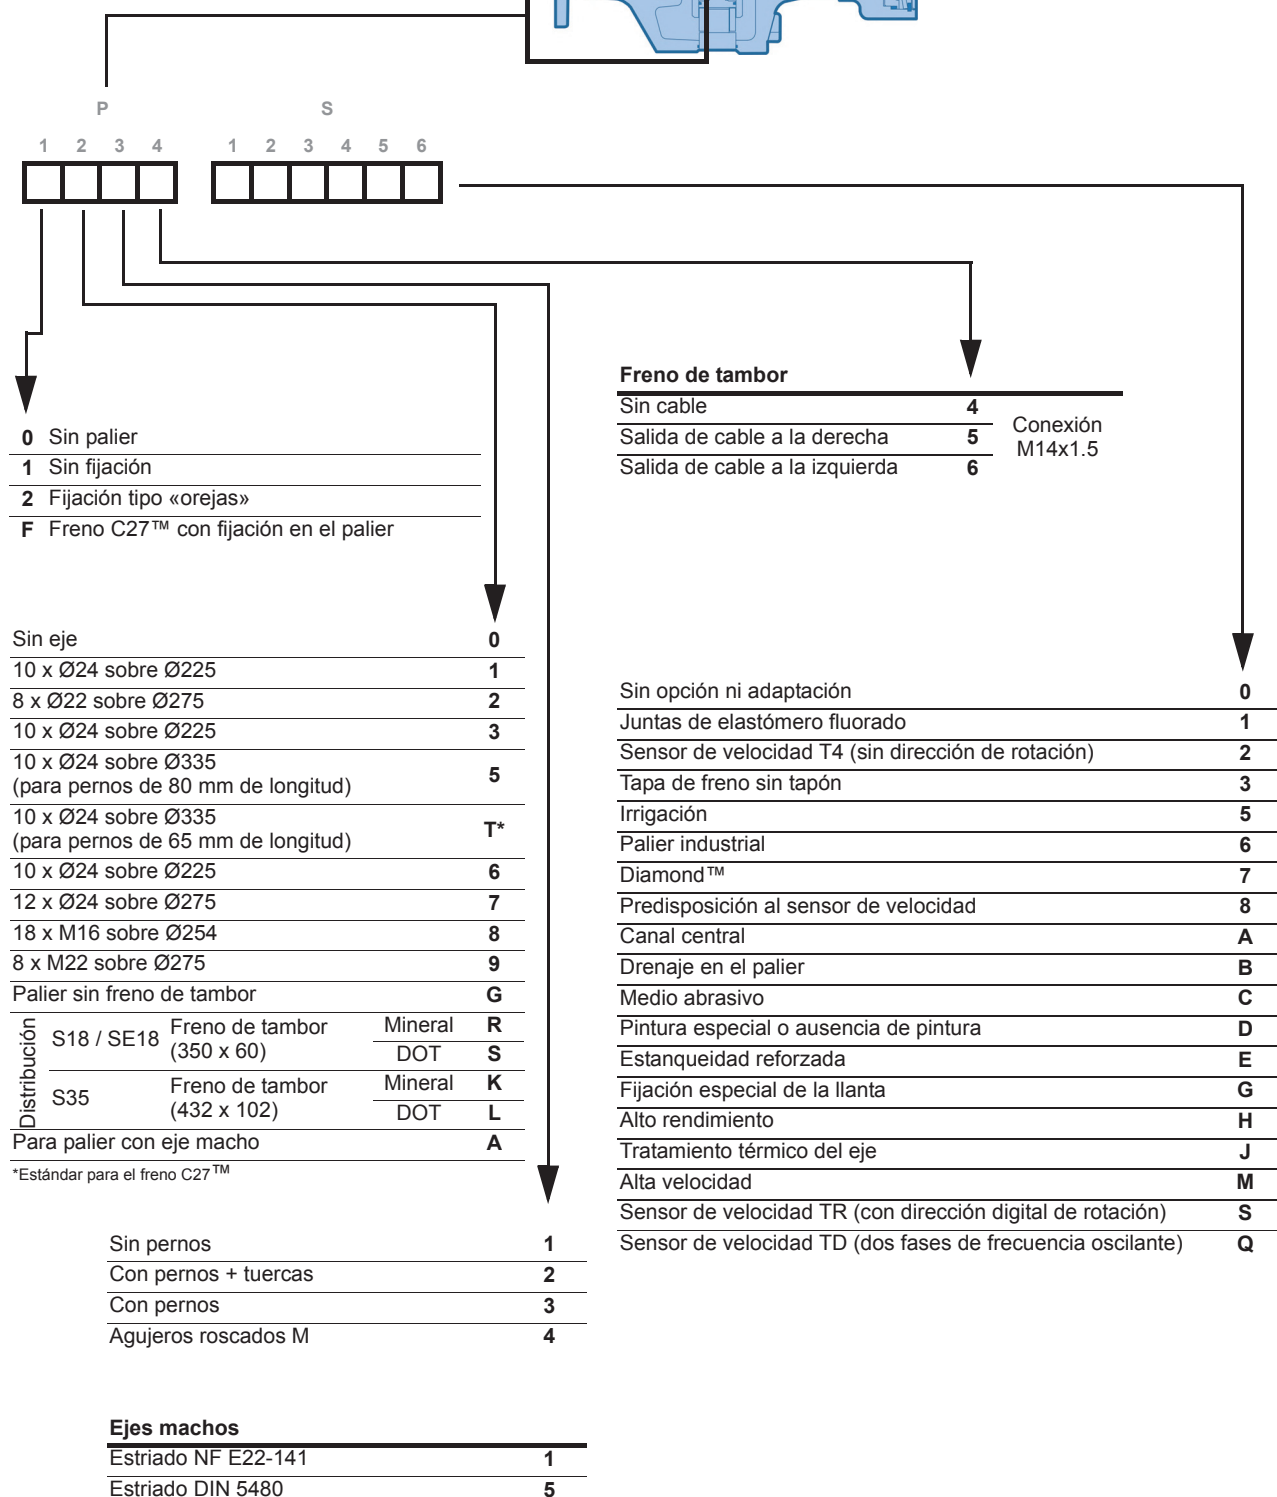 P S
1 2 3 4 1 2 3 4 5 6
0 Sin palier
1 Sin fijación
2 Fijación tipo «orejas»
F Freno C27™ con fijación en el palier
Freno de tambor
Sin cable 4
Salida de cable a la derecha 5
Salida de cable a la izquierda 6
Conexión
M14x1.5
Sin eje 0
10 x Ø24 sobre Ø225 1
8 x Ø22 sobre Ø275 2
10 x Ø24 sobre Ø225 3
10 x Ø24 sobre Ø335
(para pernos de 80 mm de longitud) 5
10 x Ø24 sobre Ø335
(para pernos de 65 mm de longitud) T*
10 x Ø24 sobre Ø225 6
12 x Ø24 sobre Ø275 7
18 x M16 sobre Ø254 8
8 x M22 sobre Ø275 9
Palier sin freno de tambor G
Distribución
S18 / SE18 Freno de tambor
(350 x 60)
Mineral R
DOT S
S35 Freno de tambor
(432 x 102)
Mineral K
DOT L
Para palier con eje macho A
*Estándar para el freno C27™
Sin pernos 1
Con pernos + tuercas 2
Con pernos 3
Agujeros roscados M 4
Ejes machos
Estriado NF E22-141 1
Estriado DIN 5480 5
Sin opción ni adaptación 0
Juntas de elastómero fluorado 1
Sensor de velocidad T4 (sin dirección de rotación) 2
Tapa de freno sin tapón 3
Irrigación 5
Palier industrial 6
Diamond™ 7
Predisposición al sensor de velocidad 8
Canal central A
Drenaje en el palier B
Medio abrasivo C
Pintura especial o ausencia de pintura D
Estanqueidad reforzada E
Fijación especial de la llanta G
Alto rendimiento H
Tratamiento térmico del eje J
Alta velocidad M
Sensor de velocidad TR (con dirección digital de rotación) S
Sensor de velocidad TD (dos fases de frecuencia oscilante) Q